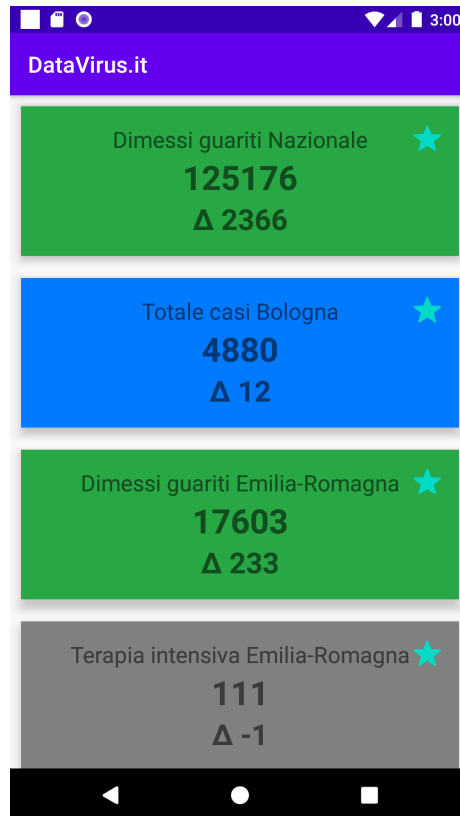 3:00
DataVirus.it
Dimessi guariti Nazionale
125176
Δ 2366
Totale casi Bologna
4880
Δ 12
Dimessi guariti Emilia-Romagna
17603
Δ 233
Terapia intensiva Emilia-Romagna
111
Δ -1